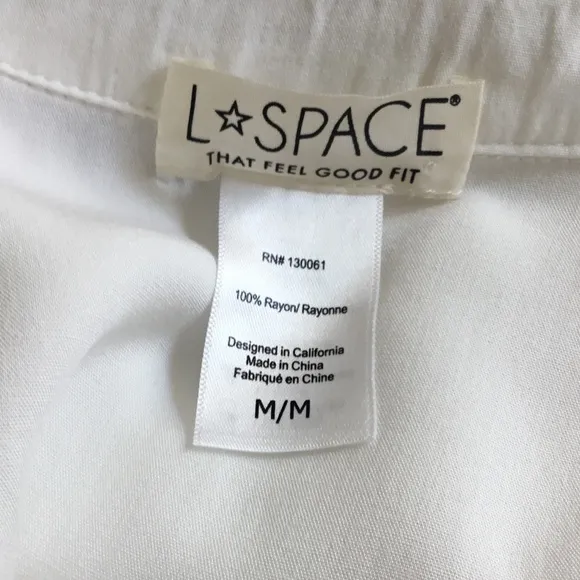 L☆SPACE®
THAT FEEL GOOD FIT
RN# 130061
100% Rayon/ Rayonne
Designed in California
Made in China
Fabriqué en Chine
M/M